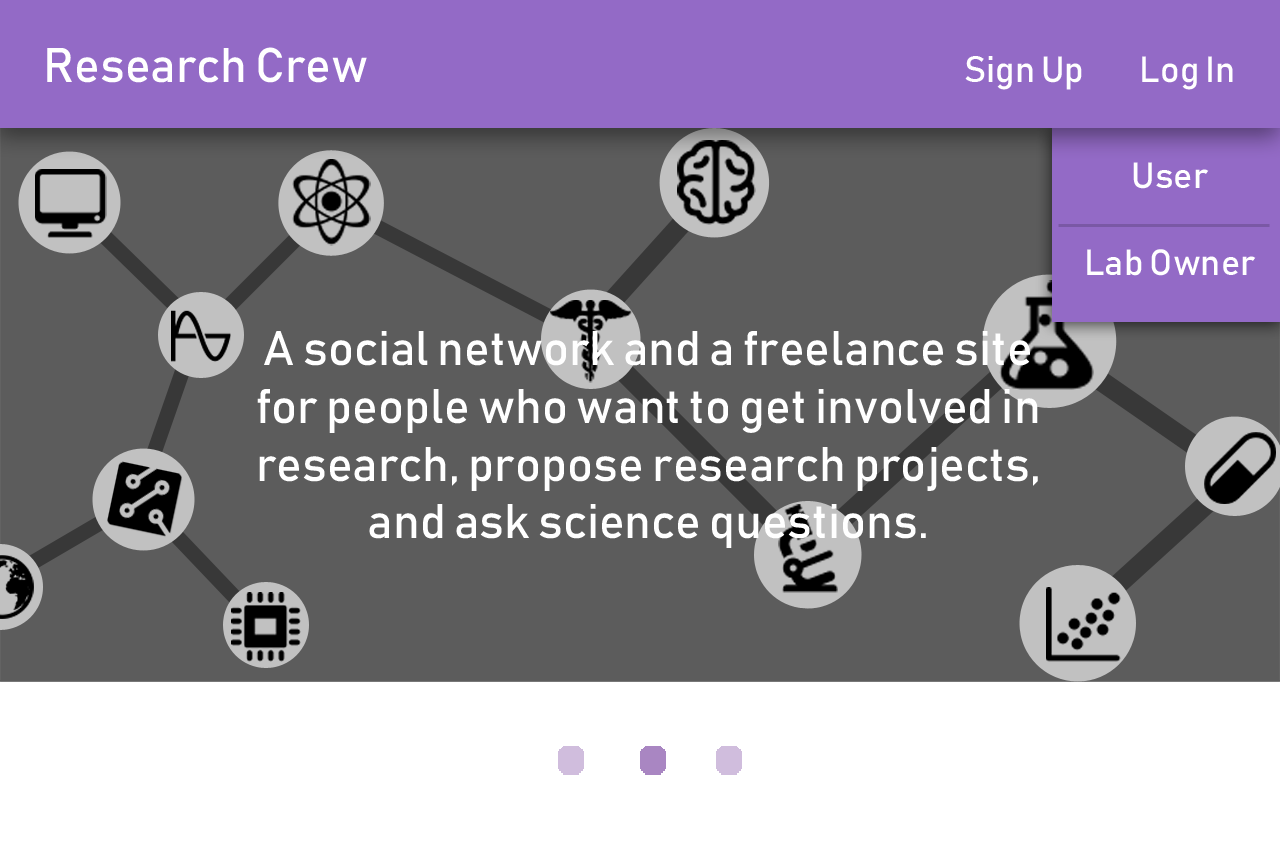 Research Crew
Sign Up
Log In
User
Lab Owner
A social network and a freelance site
for people who want to get involved in
research, propose research projects,
and ask science questions.